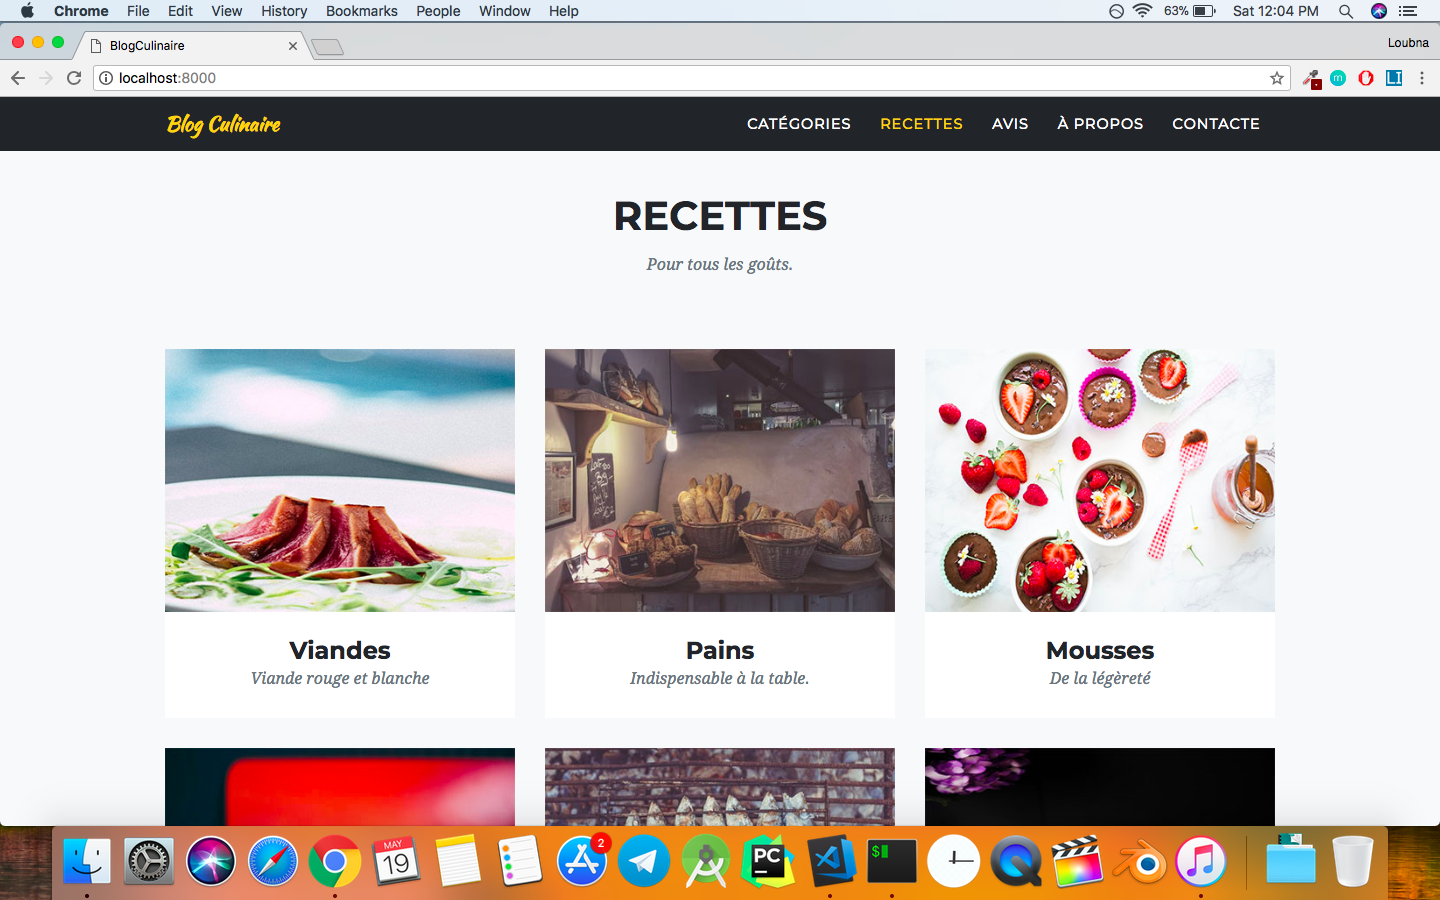 Chrome File Edit View History Bookmarks People Window Help 63% Sat 12:04 PM
BlogCulinaire
Loubna
localhost:8000
Blog Culinaire CATÉGORIES RECETTES AVIS À PROPOS CONTACTE
RECETTES
Pour tous les goûts.
Viandes
Viande rouge et blanche
Pains
Indispensable à la table.
Mousses
De la légèreté
MAY
19
2
PC
$